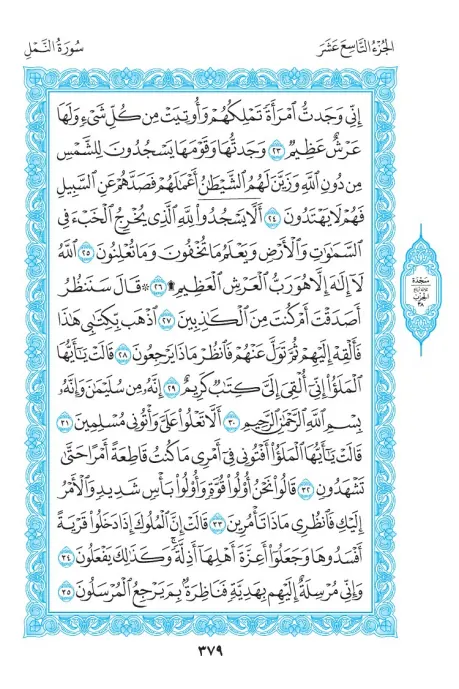 الجزء التاسع عشر
سورة النمل
إِنِّي وَجَدتُّ ٱمْرَأَةً تَمْلِكُهُمْ وَأُوتِيَتْ مِن كُلِّ شَىْءٍ وَلَهَا
عَرْشٌ عَظِيمٌ ٢٣ وَجَدتُّهَا وَقَوْمَهَا يَسْجُدُونَ لِلشَّمْسِ
مِن دُونِ ٱللَّهِ وَزَيَّنَ لَهُمُ ٱلشَّيْطَٰنُ أَعْمَٰلَهُمْ فَصَدَّهُمْ عَنِ ٱلسَّبِيلِ
فَهُمْ لَا يَهْتَدُونَ ٢٤ أَلَّا يَسْجُدُوا۟ لِلَّهِ ٱلَّذِى يُخْرِجُ ٱلْخَبْءَ فِى
ٱلسَّمَٰوَٰتِ وَٱلْأَرْضِ وَيَعْلَمُ مَا تُخْفُونَ وَمَا تُعْلِنُونَ ٢٥ ٱللَّهُ
لَآ إِلَٰهَ إِلَّا هُوَ رَبُّ ٱلْعَرْشِ ٱلْعَظِيمِ ۩ ٢٦ ۞ قَالَ سَنَنظُرُ
أَصَدَقْتَ أَمْ كُنتَ مِنَ ٱلْكَٰذِبِينَ ٢٧ ٱذْهَب بِّكِتَٰبِى هَٰذَا
فَأَلْقِهْ إِلَيْهِمْ ثُمَّ تَوَلَّ عَنْهُمْ فَٱنظُرْ مَاذَا يَرْجِعُونَ ٢٨ قَالَتْ يَٰٓأَيُّهَا
ٱلْمَلَؤُا۟ إِنِّىٓ أُلْقِىَ إِلَىَّ كِتَٰبٌ كَرِيمٌ ٢٩ إِنَّهُۥ مِن سُلَيْمَٰنَ وَإِنَّهُۥ
بِسْمِ ٱللَّهِ ٱلرَّحْمَٰنِ ٱلرَّحِيمِ ٣٠ أَلَّا تَعْلُوا۟ عَلَىَّ وَأْتُونِى مُسْلِمِينَ ٣١
قَالَتْ يَٰٓأَيُّهَا ٱلْمَلَؤُا۟ أَفْتُونِى فِىٓ أَمْرِى مَا كُنتُ قَاطِعَةً أَمْرًا حَتَّىٰ
تَشْهَدُونِ ٣٢ قَالُوا۟ نَحْنُ أُو۟لُوا۟ قُوَّةٍ وَأُو۟لُوا۟ بَأْسٍ شَدِيدٍ وَٱلْأَمْرُ
إِلَيْكِ فَٱنظُرِى مَاذَا تَأْمُرِينَ ٣٣ قَالَتْ إِنَّ ٱلْمُلُوكَ إِذَا دَخَلُوا۟ قَرْيَةً
أَفْسَدُوهَا وَجَعَلُوٓا۟ أَعِزَّةَ أَهْلِهَآ أَذِلَّةً ۖ وَكَذَٰلِكَ يَفْعَلُونَ ٣٤
وَإِنِّى مُرْسِلَةٌ إِلَيْهِم بِهَدِيَّةٍ فَنَاظِرَةٌۢ بِمَ يَرْجِعُ ٱلْمُرْسَلُونَ ٣٥
سجدة
الحزب
٣٨
٣٧٩